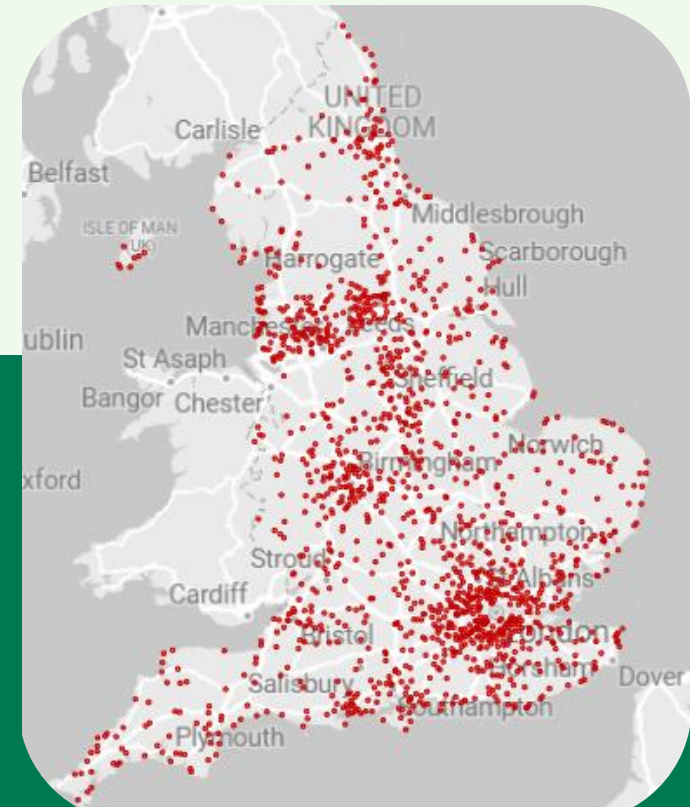 UNITED
KINGDOM
Carlisle
Belfast
ISLE OF MAN
(UK)
Middlesbrough
Scarborough
Harrogate
Hull
Manchester
Leeds
ublin
St Asaph
Sheffield
Bangor
Chester
Norwich
Birmingham
xford
Northampton
Stroud
St Albans
Cardiff
Bristol
London
Horsham
Dover
Salisbury
Southampton
Plymouth